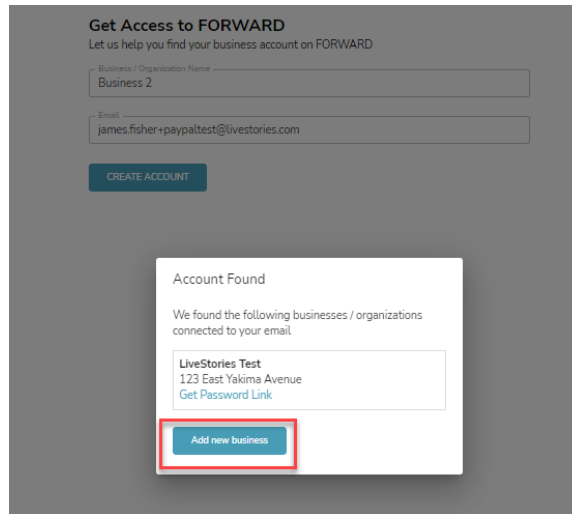 Get Access to FORWARD
Let us help you find your business account on FORWARD
Business / Organization Name
Business 2
Email
james.fisher+paypaltest@livestories.com
CREATE ACCOUNT
Account Found
We found the following businesses / organizations
connected to your email
LiveStories Test
123 East Yakima Avenue
Get Password Link
Add new business